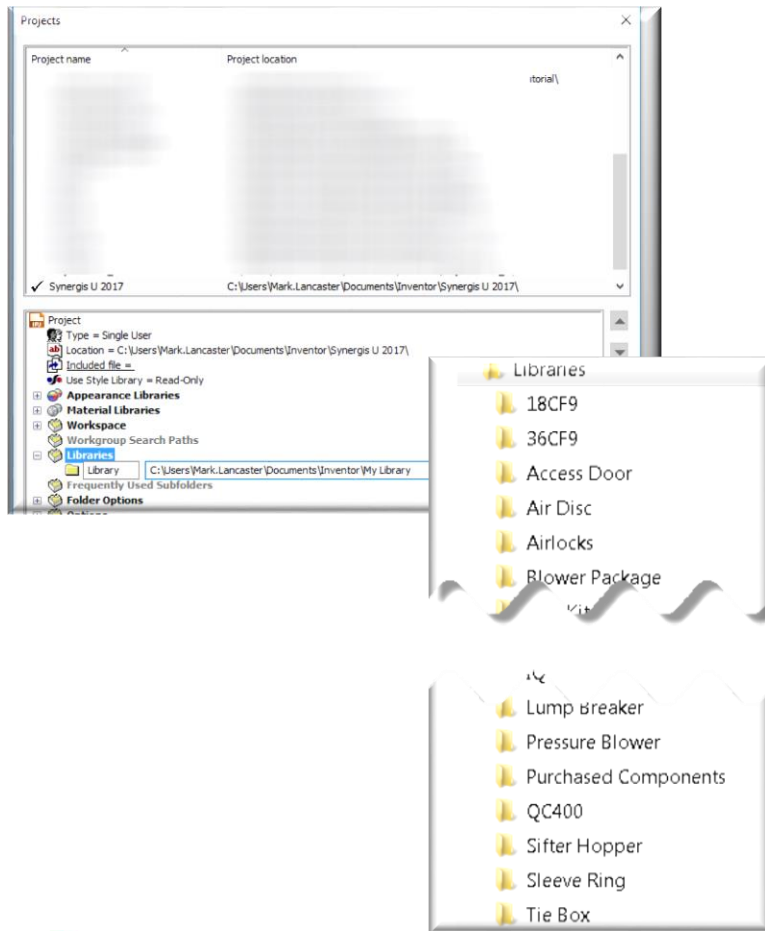 Projects
Project name Project location
itorial\
Synergis U 2017 C:\Users\Mark.Lancaster\Documents\Inventor\Synergis U 2017\
Project
Type = Single User
Location = C:\Users\Mark.Lancaster\Documents\Inventor\Synergis U 2017\
Included file =
Use Style Library = Read-Only
Appearance Libraries
Material Libraries
Workspace
Workgroup Search Paths
Libraries
Library C:\Users\Mark.Lancaster\Documents\Inventor\My Library
Frequently Used Subfolders
Folder Options
Options
Libraries
18CF9
36CF9
Access Door
Air Disc
Airlocks
Blower Package
Lump Breaker
Pressure Blower
Purchased Components
QC400
Sifter Hopper
Sleeve Ring
Tie Box